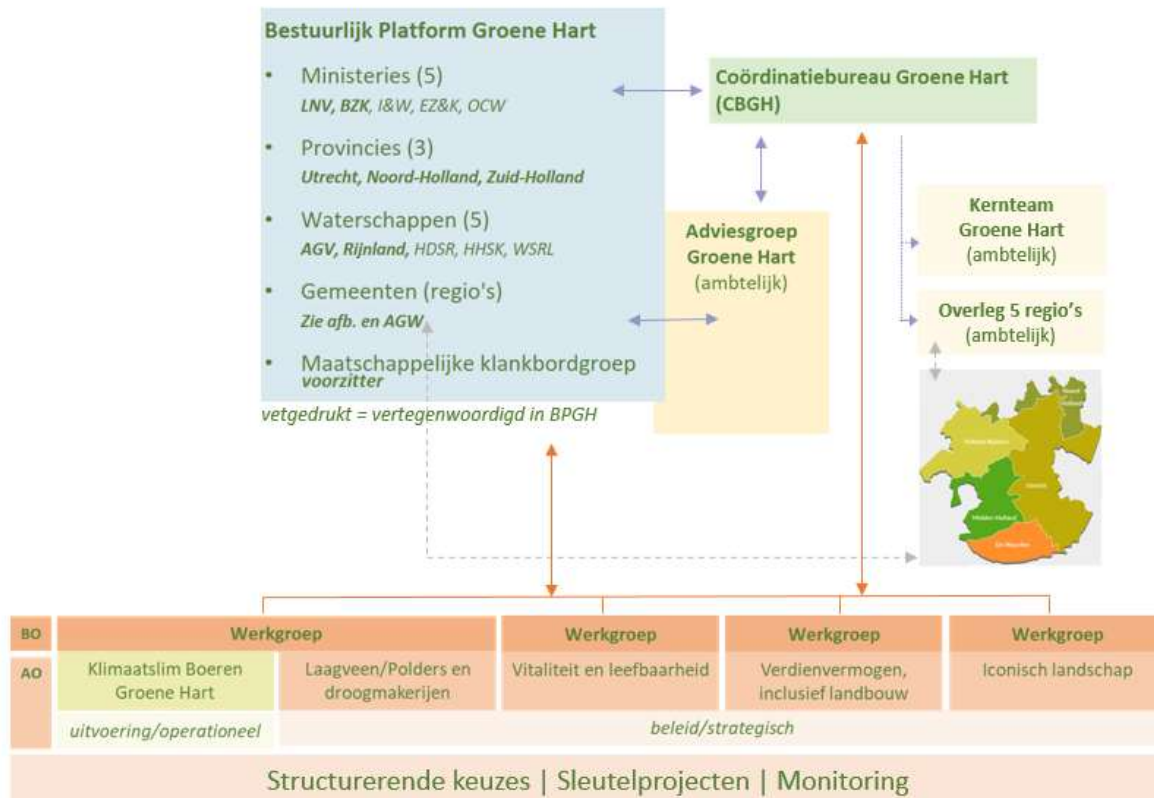 Bestuurlijk Platform Groene Hart
• Ministeries (5)
LNV, BZK, I&W, EZ&K, OCW
• Provincies (3)
Utrecht, Noord-Holland, Zuid-Holland
• Waterschappen (5)
AGV, Rijnland, HDSR, HHSK, WSRL
• Gemeenten (regio's)
Zie afb. en AGW
• Maatschappelijke klankbordgroep
voorzitter
vetgedrukt = vertegenwoordigd in BPGH
Coördinatiebureau Groene Hart
(CBGH)
Adviesgroep
Groene Hart
(ambtelijk)
Kernteam
Groene Hart
(ambtelijk)
Overleg 5 regio’s
(ambtelijk)
Midden-Holland
BO
Werkgroep
Werkgroep
Werkgroep
Werkgroep
AO
Klimaatslim Boeren
Groene Hart
Laagveen/Polders en
droogmakerijen
Vitaliteit en leefbaarheid
Verdienvermogen,
inclusief landbouw
Iconisch landschap
uitvoering/operationeel
beleid/strategisch
Structurerende keuzes | Sleutelprojecten | Monitoring